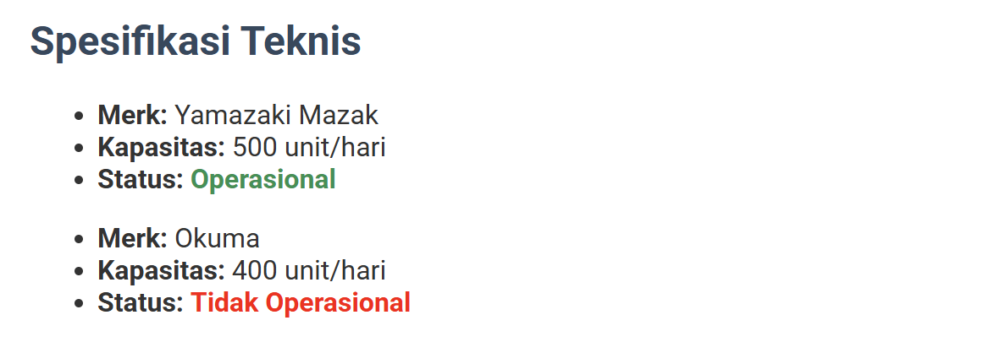 Spesifikasi Teknis
Merk: Yamazaki Mazak
Kapasitas: 500 unit/hari
Status: Operasional
Merk: Okuma
Kapasitas: 400 unit/hari
Status: Tidak Operasional